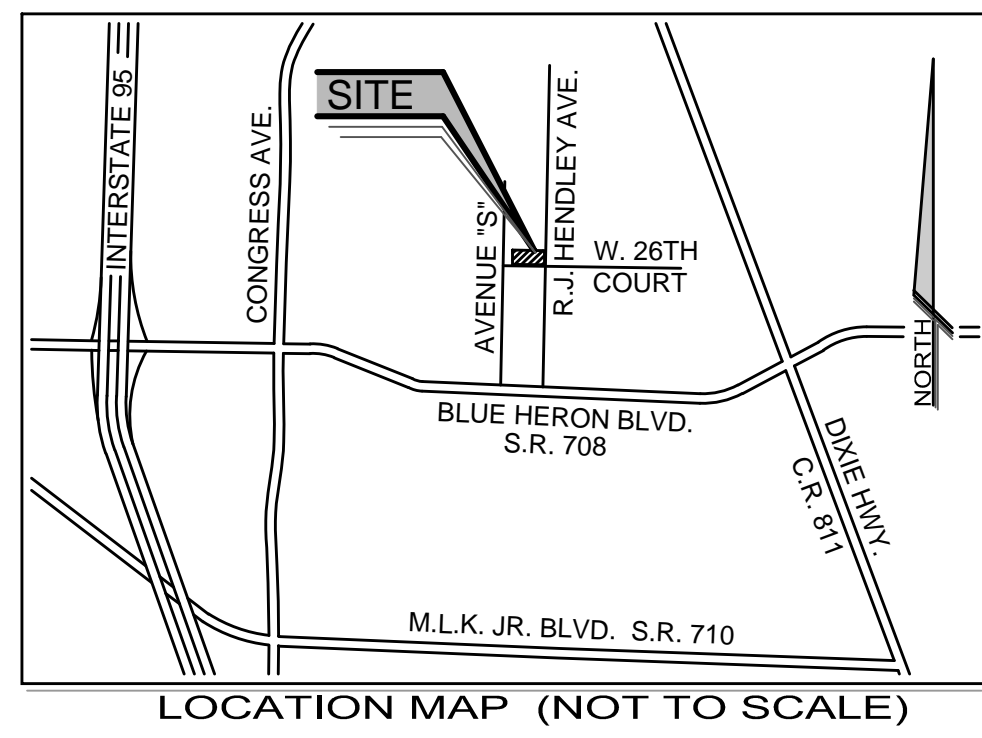 SITE
INTERSTATE 95
CONGRESS AVE.
AVENUE "S"
R.J. HENDLEY AVE.
W. 26TH
COURT
NORTH
BLUE HERON BLVD.
S.R. 708
DIXIE HWY.
C.R. 811
M.L.K. JR. BLVD. S.R. 710
LOCATION MAP (NOT TO SCALE)